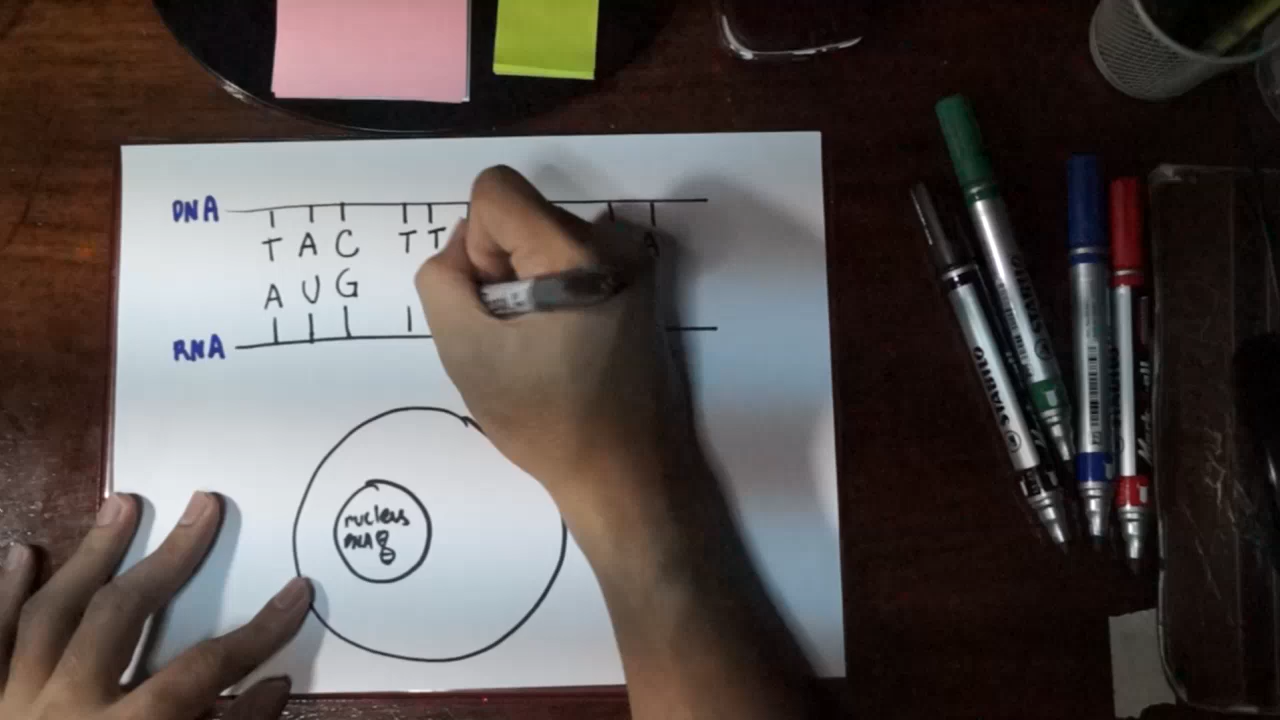 DNA
T A C T T A
A U G
RNA
nucleus
DNA
STABILO
STABILO